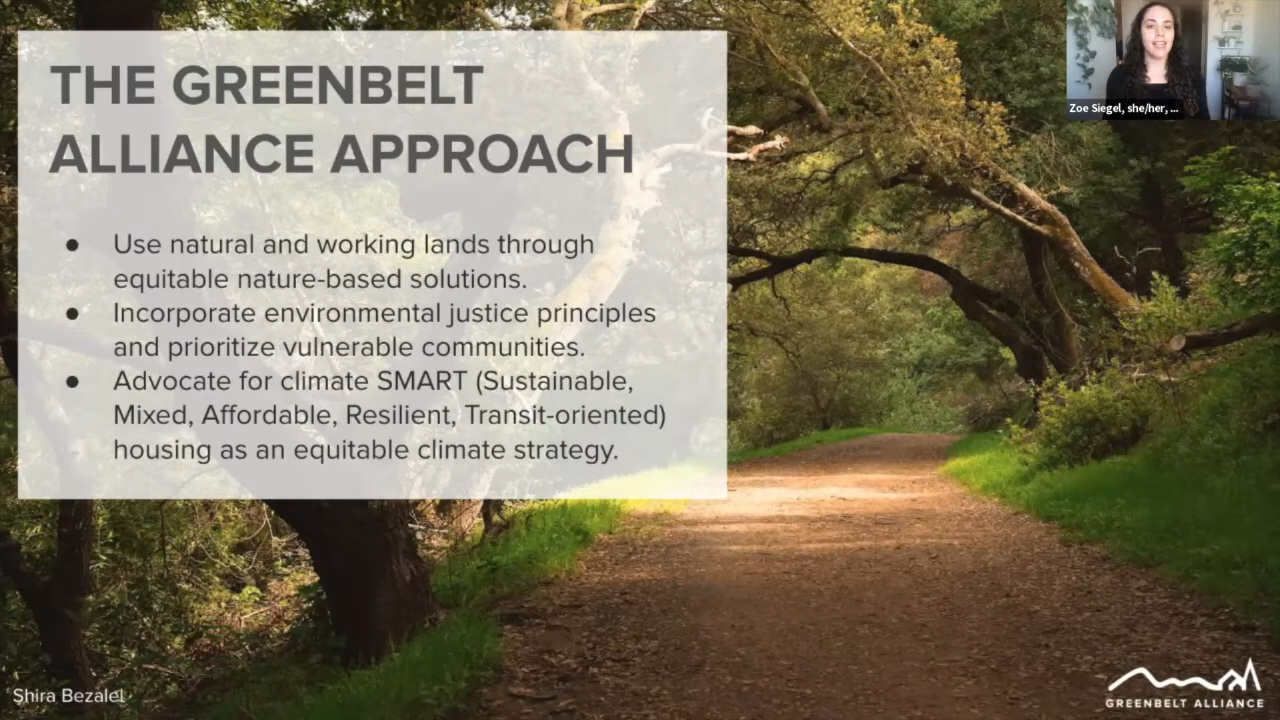 THE GREENBELT
ALLIANCE APPROACH
● Use natural and working lands through
equitable nature-based solutions.
● Incorporate environmental justice principles
and prioritize vulnerable communities.
● Advocate for climate SMART (Sustainable,
Mixed, Affordable, Resilient, Transit-oriented)
housing as an equitable climate strategy.
Zoe Siegel, she/her, ...
Shira Bezalel
GREENBELT ALLIANCE